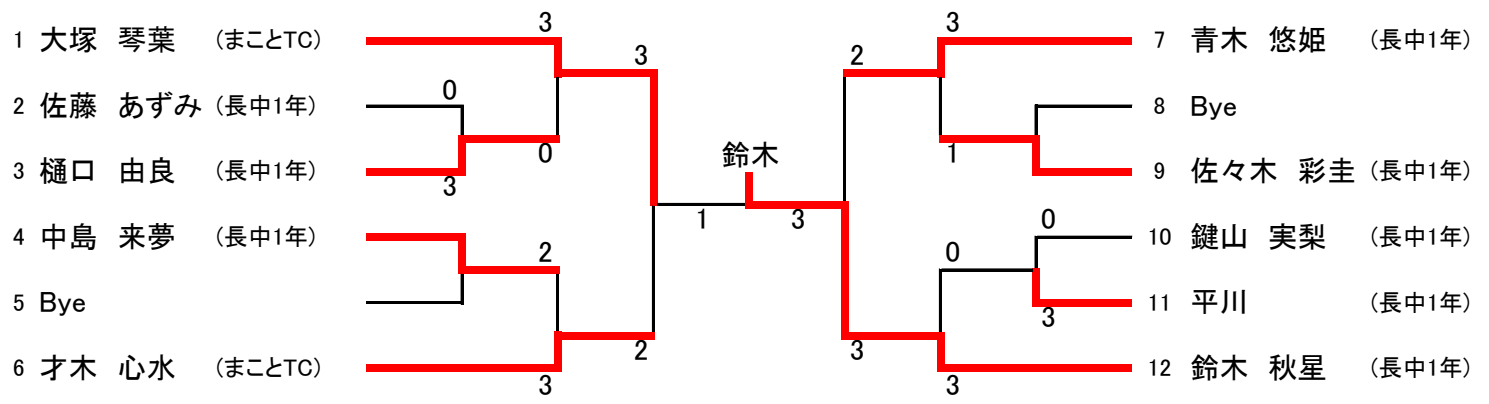 1 大塚　琴葉 (まことTC)
2 佐藤　あずみ (長中1年)
3 樋口　由良 (長中1年)
4 中島　来夢 (長中1年)
5 Bye
6 才木　心水 (まことTC)
3
0
3
0
3
2
3
2
鈴木
1
3
2
3
3
1
0
0
3
3
7 青木　悠姫 (長中1年)
8 Bye
9 佐々木　彩圭 (長中1年)
10 鍵山　実梨 (長中1年)
11 平川 (長中1年)
12 鈴木　秋星 (長中1年)